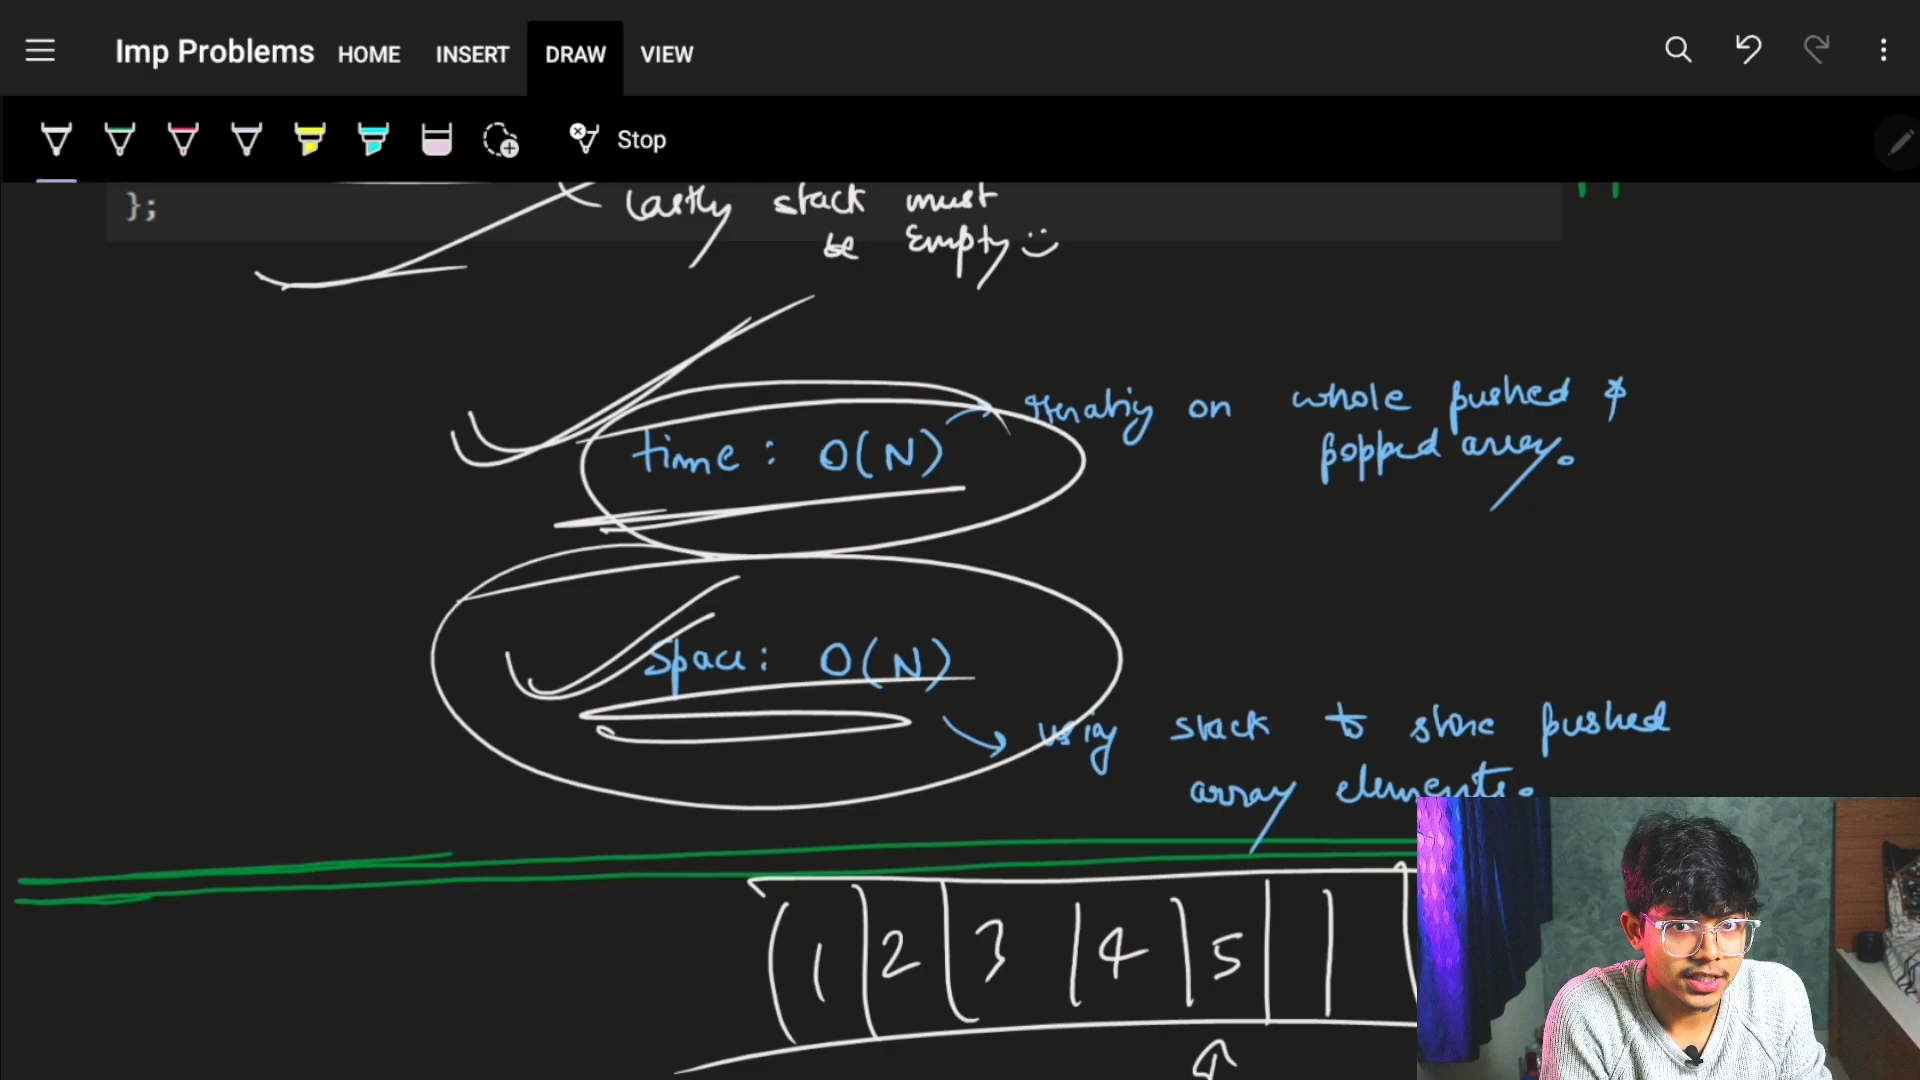 Imp Problems HOME INSERT DRAW VIEW
Stop
};
Lastly stack must
be Empty
time: O(N)
Iterating on whole pushed &
popped array.
Space: O(N)
using stack to store pushed
array elements.
1 2 3 4 5